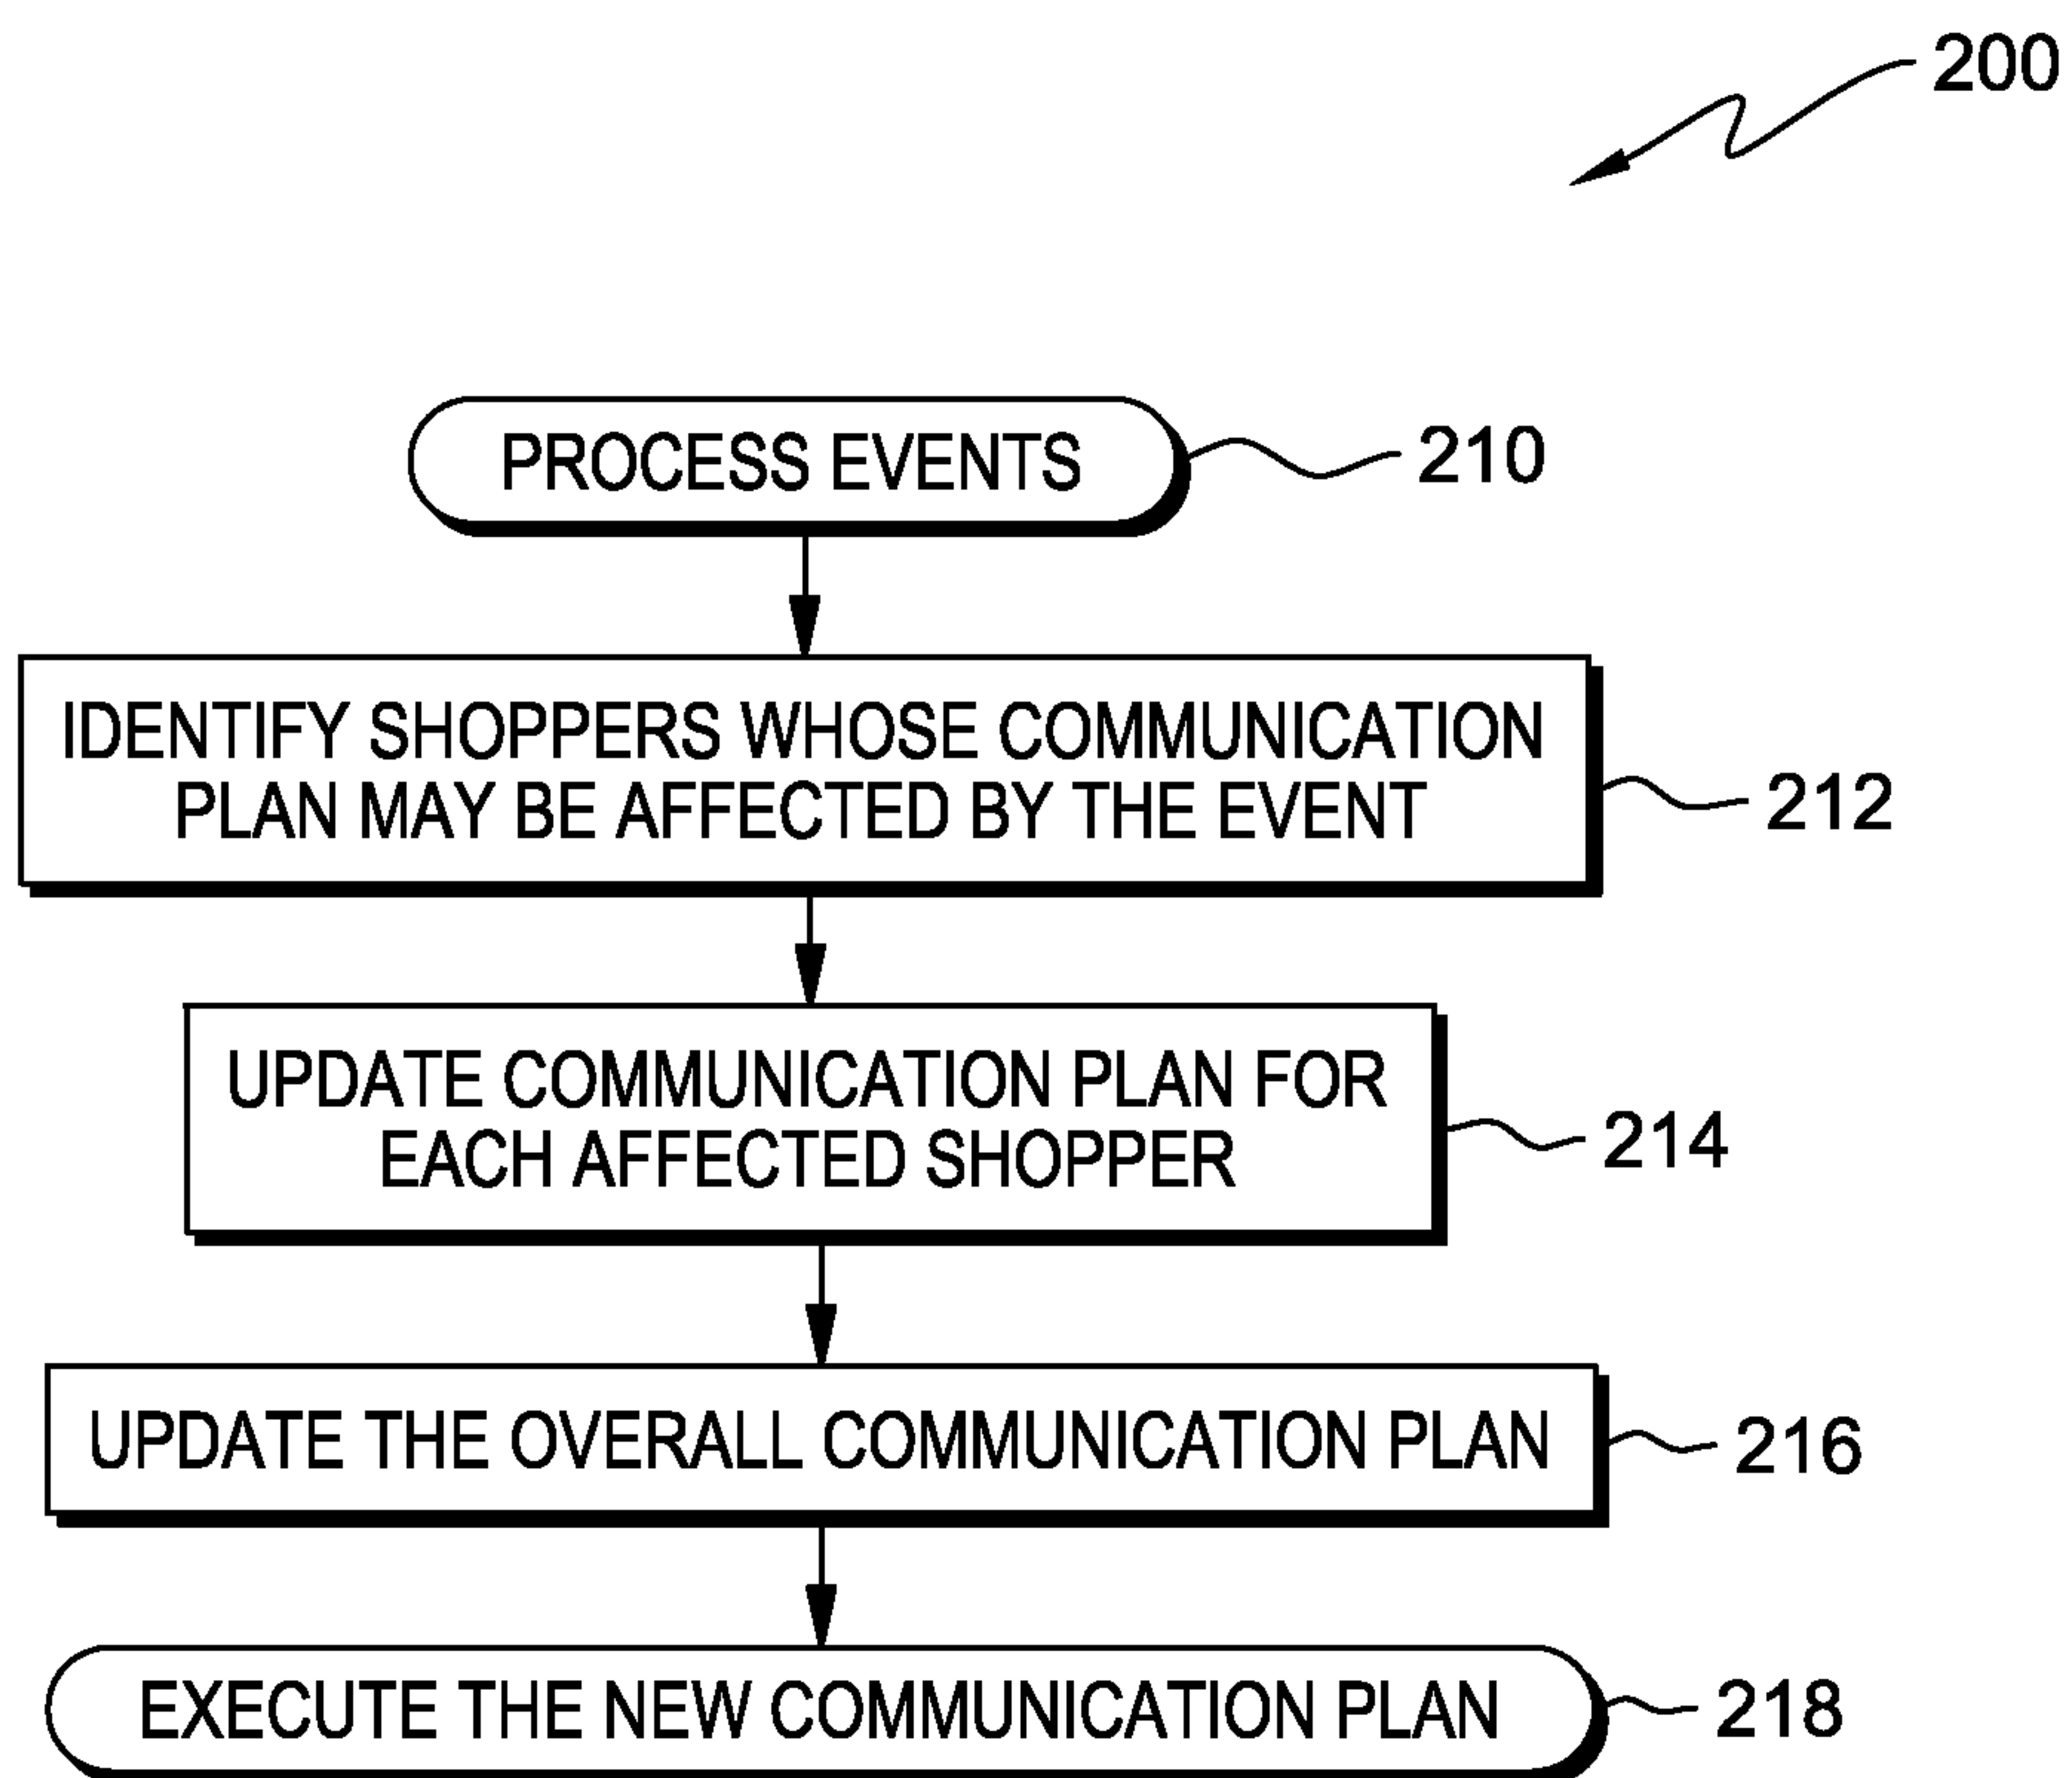 200
PROCESS EVENTS
210
IDENTIFY SHOPPERS WHOSE COMMUNICATION
PLAN MAY BE AFFECTED BY THE EVENT
212
UPDATE COMMUNICATION PLAN FOR
EACH AFFECTED SHOPPER
214
UPDATE THE OVERALL COMMUNICATION PLAN
216
EXECUTE THE NEW COMMUNICATION PLAN
218